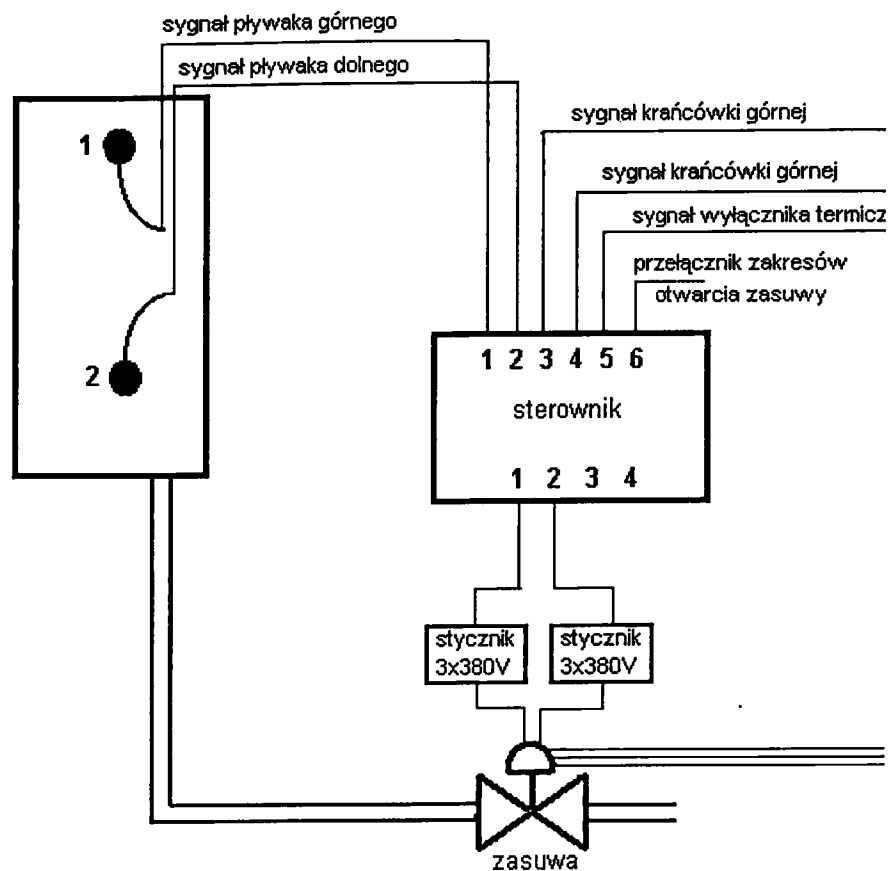 sygnał pływaka górnego
sygnał pływaka dolnego
sygnał krańcówki górnej
sygnał krańcówki górnej
sygnał wyłącznika termicz
przełącznik zakresów
otwarcia zasuwy
1
2
1 2 3 4 5 6
sterownik
1 2 3 4
stycznik
3x380V
stycznik
3x380V
zasuwa